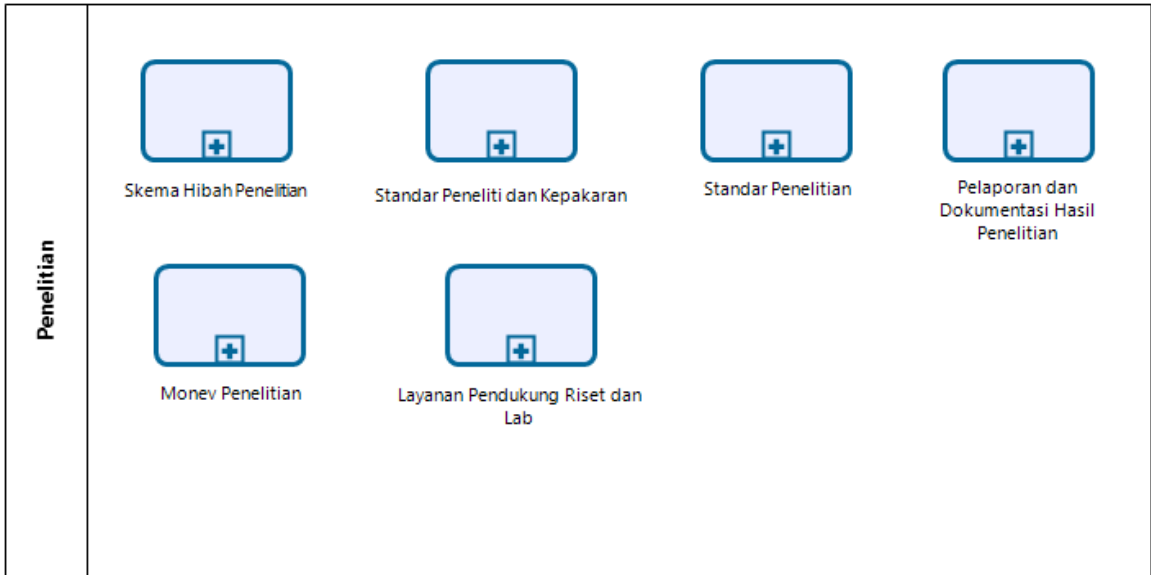 Penelitian
Skema Hibah Penelitian
Standar Peneliti dan Kepakaran
Standar Penelitian
Pelaporan dan
Dokumentasi Hasil
Penelitian
Monev Penelitian
Layanan Pendukung Riset dan
Lab